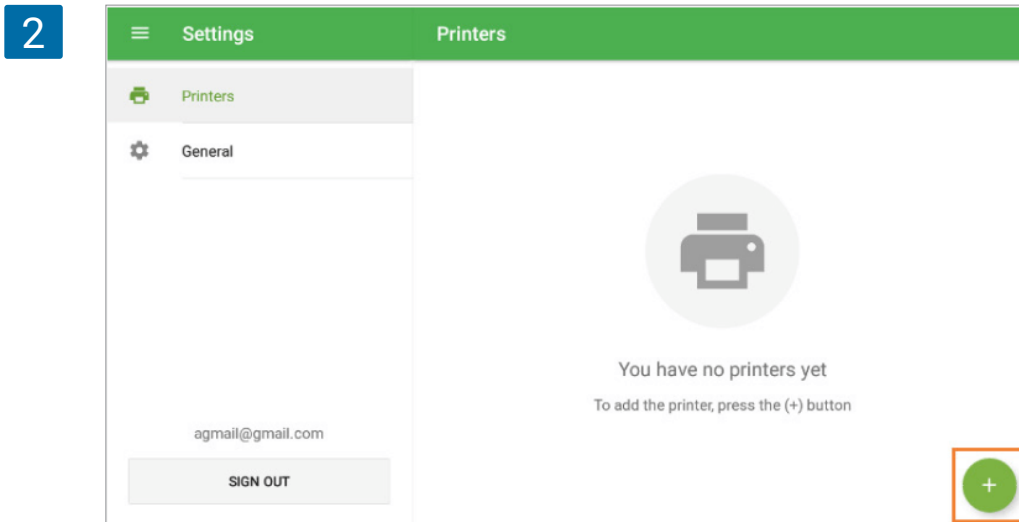 2
Settings
Printers
Printers
General
You have no printers yet
To add the printer, press the (+) button
agmail@gmail.com
SIGN OUT
+